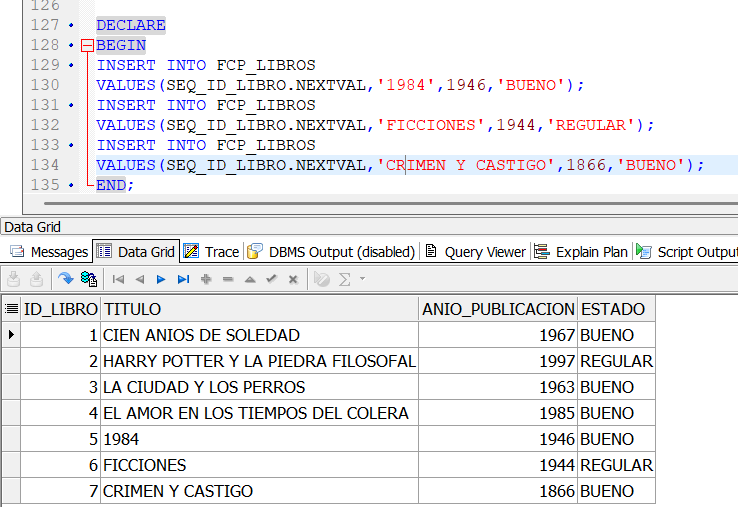 126
127 DECLARE
128 BEGIN
129 INSERT INTO FCP_LIBROS
130 VALUES(SEQ_ID_LIBRO.NEXTVAL,'1984',1946,'BUENO');
131 INSERT INTO FCP_LIBROS
132 VALUES(SEQ_ID_LIBRO.NEXTVAL,'FICCIONES',1944,'REGULAR');
133 INSERT INTO FCP_LIBROS
134 VALUES(SEQ_ID_LIBRO.NEXTVAL,'CRIMEN Y CASTIGO',1866,'BUENO');
135 END;
Data Grid
Messages Data Grid Trace DBMS Output (disabled) Query Viewer Explain Plan Script Output
ID_LIBRO TITULO ANIO_PUBLICACION ESTADO
1 CIEN ANIOS DE SOLEDAD 1967 BUENO
2 HARRY POTTER Y LA PIEDRA FILOSOFAL 1997 REGULAR
3 LA CIUDAD Y LOS PERROS 1963 BUENO
4 EL AMOR EN LOS TIEMPOS DEL COLERA 1985 BUENO
5 1984 1946 BUENO
6 FICCIONES 1944 REGULAR
7 CRIMEN Y CASTIGO 1866 BUENO